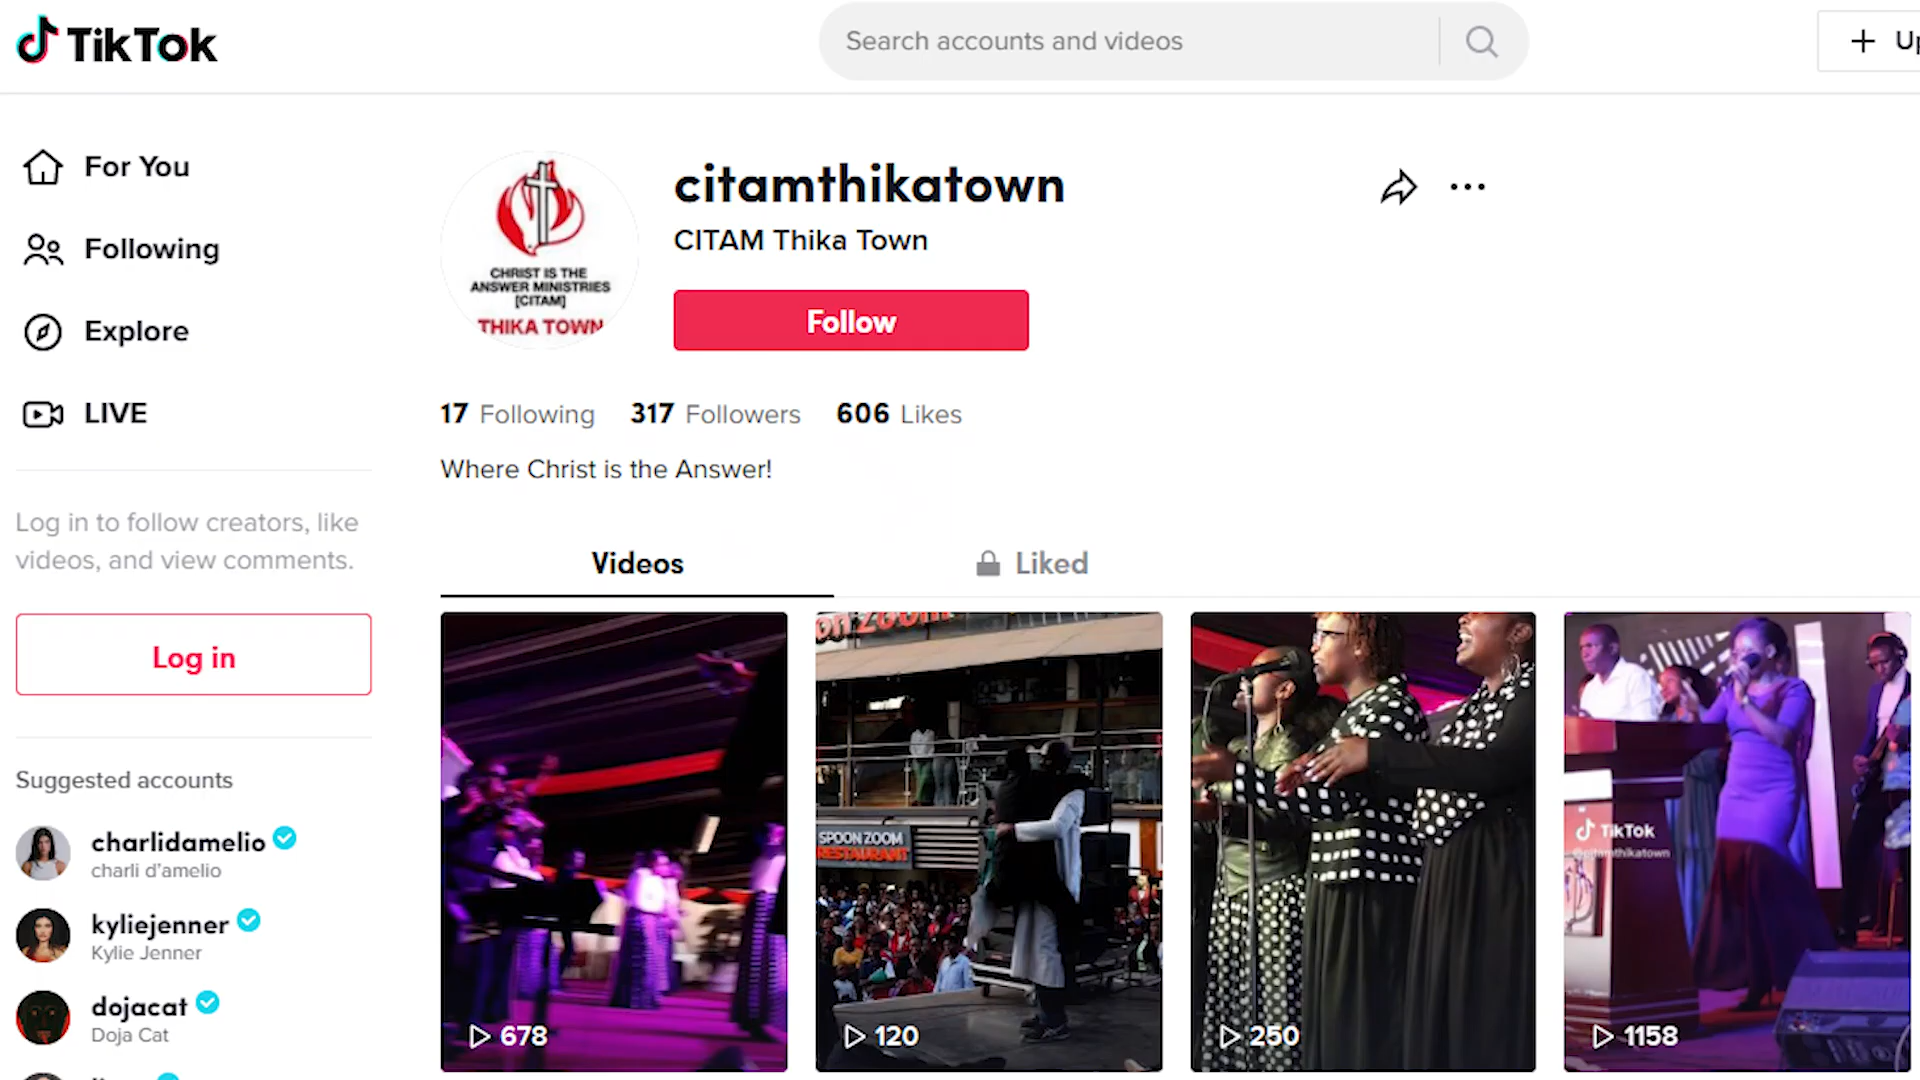 TikTok
Search accounts and videos
For You
Following
Explore
LIVE
Log in to follow creators, like
videos, and view comments.
Log in
Suggested accounts
charlidamelio
charli d'amelio
kyliejenner
Kylie Jenner
dojacat
Doja Cat
CHRIST IS THE
ANSWER MINISTRIES
[CITAM]
THIKA TOWN
citamthikatown
CITAM Thika Town
Follow
17 Following 317 Followers 606 Likes
Where Christ is the Answer!
Videos Liked
SPOON ZOOM
RESTAURANT
TikTok
@citamthikatown
678 120 250 1158